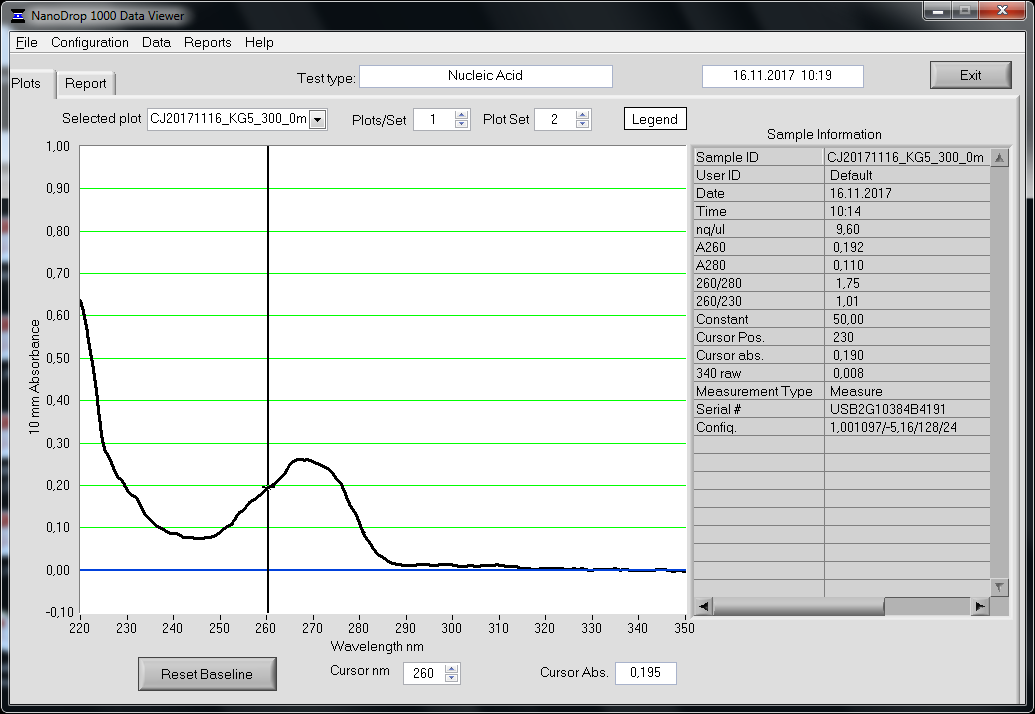 NanoDrop 1000 Data Viewer
File Configuration Data Reports Help
Plots Report
Test type: Nucleic Acid
16.11.2017 10:19
Exit
Selected plot CJ20171116_KG5_300_0m
Plots/Set 1
Plot Set 2
Legend
Sample Information
Sample ID CJ20171116_KG5_300_0m
User ID Default
Date 16.11.2017
Time 10:14
ng/ul 9,60
A260 0,192
A280 0,110
260/280 1,75
260/230 1,01
Constant 50,00
Cursor Pos. 230
Cursor abs. 0,190
340 raw 0,008
Measurement Type Measure
Serial # USB2G10384B4191
Config. 1,001097/-5,16/128/24
10 mm Absorbance
1,00
0,90
0,80
0,70
0,60
0,50
0,40
0,30
0,20
0,10
0,00
-0,10
220 230 240 250 260 270 280 290 300 310 320 330 340 350
Wavelength nm
Reset Baseline
Cursor nm 260
Cursor Abs. 0,195